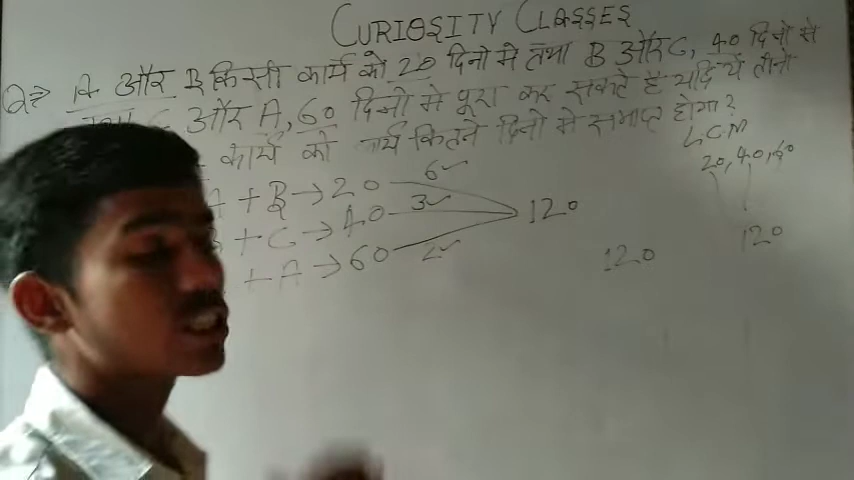 CURIOSITY CLASSES
Q⇒ A और B किसी कार्य को 20 दिनो मे तथा B और C, 40 दिनो से
C और A, 60 दिनो मे पूरा कर सकते है यदि ये तीनो
कार्य को कार्य कितने दिनो मे समाप्त होगा?
L C M
20, 40, 60
A + B → 20 6✓
+ C → 40 3✓ 120
+ A → 60 2✓
120 120